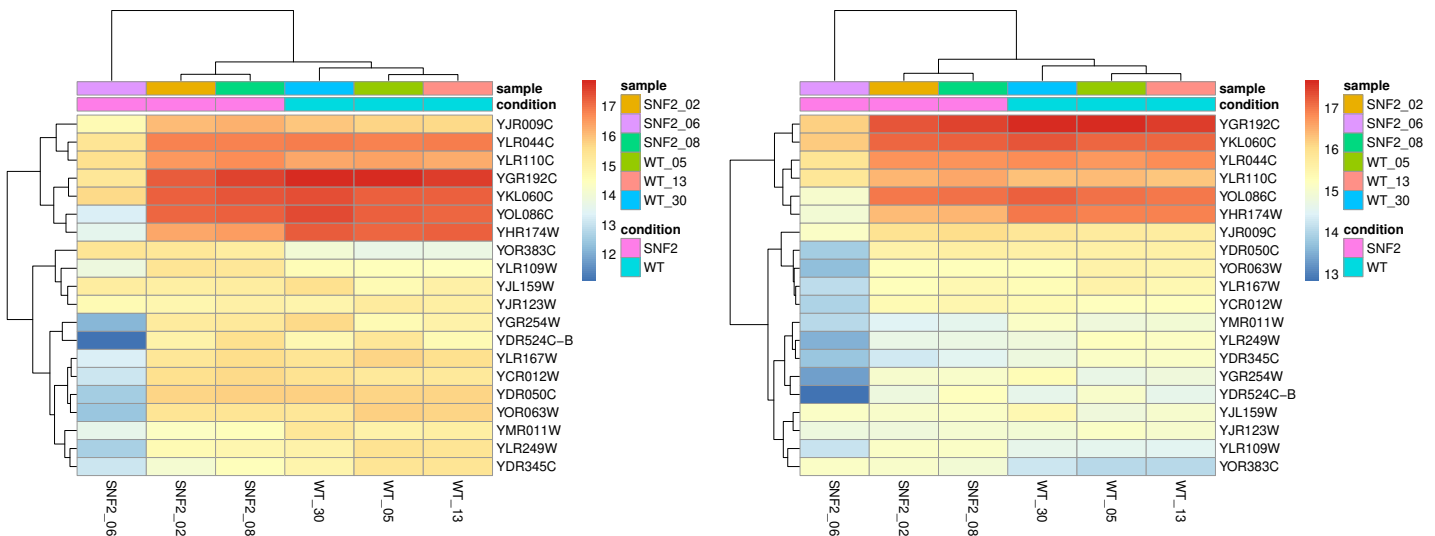 sample
condition
YJR009C
YLR044C
YLR110C
YGR192C
YKL060C
YOL086C
YHR174W
YOR383C
YLR109W
YJL159W
YJR123W
YGR254W
YDR524C−B
YLR167W
YCR012W
YDR050C
YOR063W
YMR011W
YLR249W
YDR345C
SNF2_06
SNF2_02
SNF2_08
WT_30
WT_05
WT_13
17
16
15
14
13
12
sample
SNF2_02
SNF2_06
SNF2_08
WT_05
WT_13
WT_30
condition
SNF2
WT
sample
condition
YGR192C
YKL060C
YLR044C
YLR110C
YOL086C
YHR174W
YJR009C
YDR050C
YOR063W
YLR167W
YCR012W
YMR011W
YLR249W
YDR345C
YGR254W
YDR524C−B
YJL159W
YJR123W
YLR109W
YOR383C
SNF2_06
SNF2_02
SNF2_08
WT_30
WT_05
WT_13
17
16
15
14
13
sample
SNF2_02
SNF2_06
SNF2_08
WT_05
WT_13
WT_30
condition
SNF2
WT